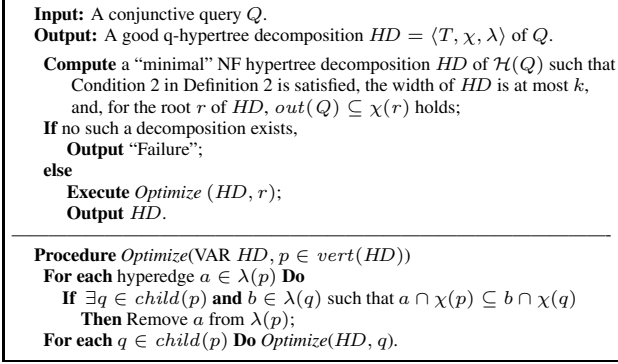 Input: A conjunctive query Q.
Output: A good q-hypertree decomposition HD = ⟨T, χ, λ⟩ of Q.
Compute a “minimal” NF hypertree decomposition HD of H(Q) such that
Condition 2 in Definition 2 is satisfied, the width of HD is at most k,
and, for the root r of HD, out(Q) ⊆ χ(r) holds;
If no such a decomposition exists,
Output “Failure”;
else
Execute Optimize (HD, r);
Output HD.
Procedure Optimize(VAR HD, p ∈ vert(HD))
For each hyperedge a ∈ λ(p) Do
If ∃q ∈ child(p) and b ∈ λ(q) such that a ∩ χ(p) ⊆ b ∩ χ(q)
Then Remove a from λ(p);
For each q ∈ child(p) Do Optimize(HD, q).